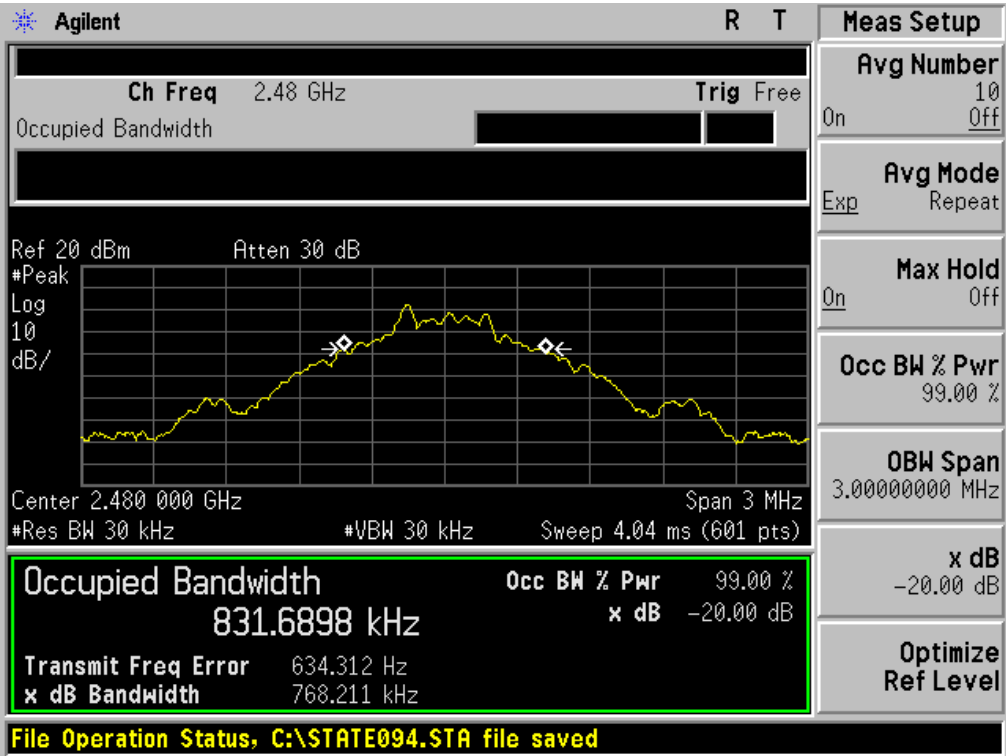 Agilent R T
Meas Setup
Ch Freq 2.48 GHz Trig Free
Occupied Bandwidth
Ref 20 dBm Atten 30 dB
#Peak
Log
10
dB/
Center 2.480 000 GHz Span 3 MHz
#Res BW 30 kHz #VBW 30 kHz Sweep 4.04 ms (601 pts)
Occupied Bandwidth Occ BW % Pwr 99.00 %
831.6898 kHz x dB -20.00 dB
Transmit Freq Error 634.312 Hz
x dB Bandwidth 768.211 kHz
File Operation Status, C:\STATE094.STA file saved
Avg Number
10
On Off
Avg Mode
Exp Repeat
Max Hold
On Off
Occ BW % Pwr
99.00 %
OBW Span
3.00000000 MHz
x dB
-20.00 dB
Optimize
Ref Level